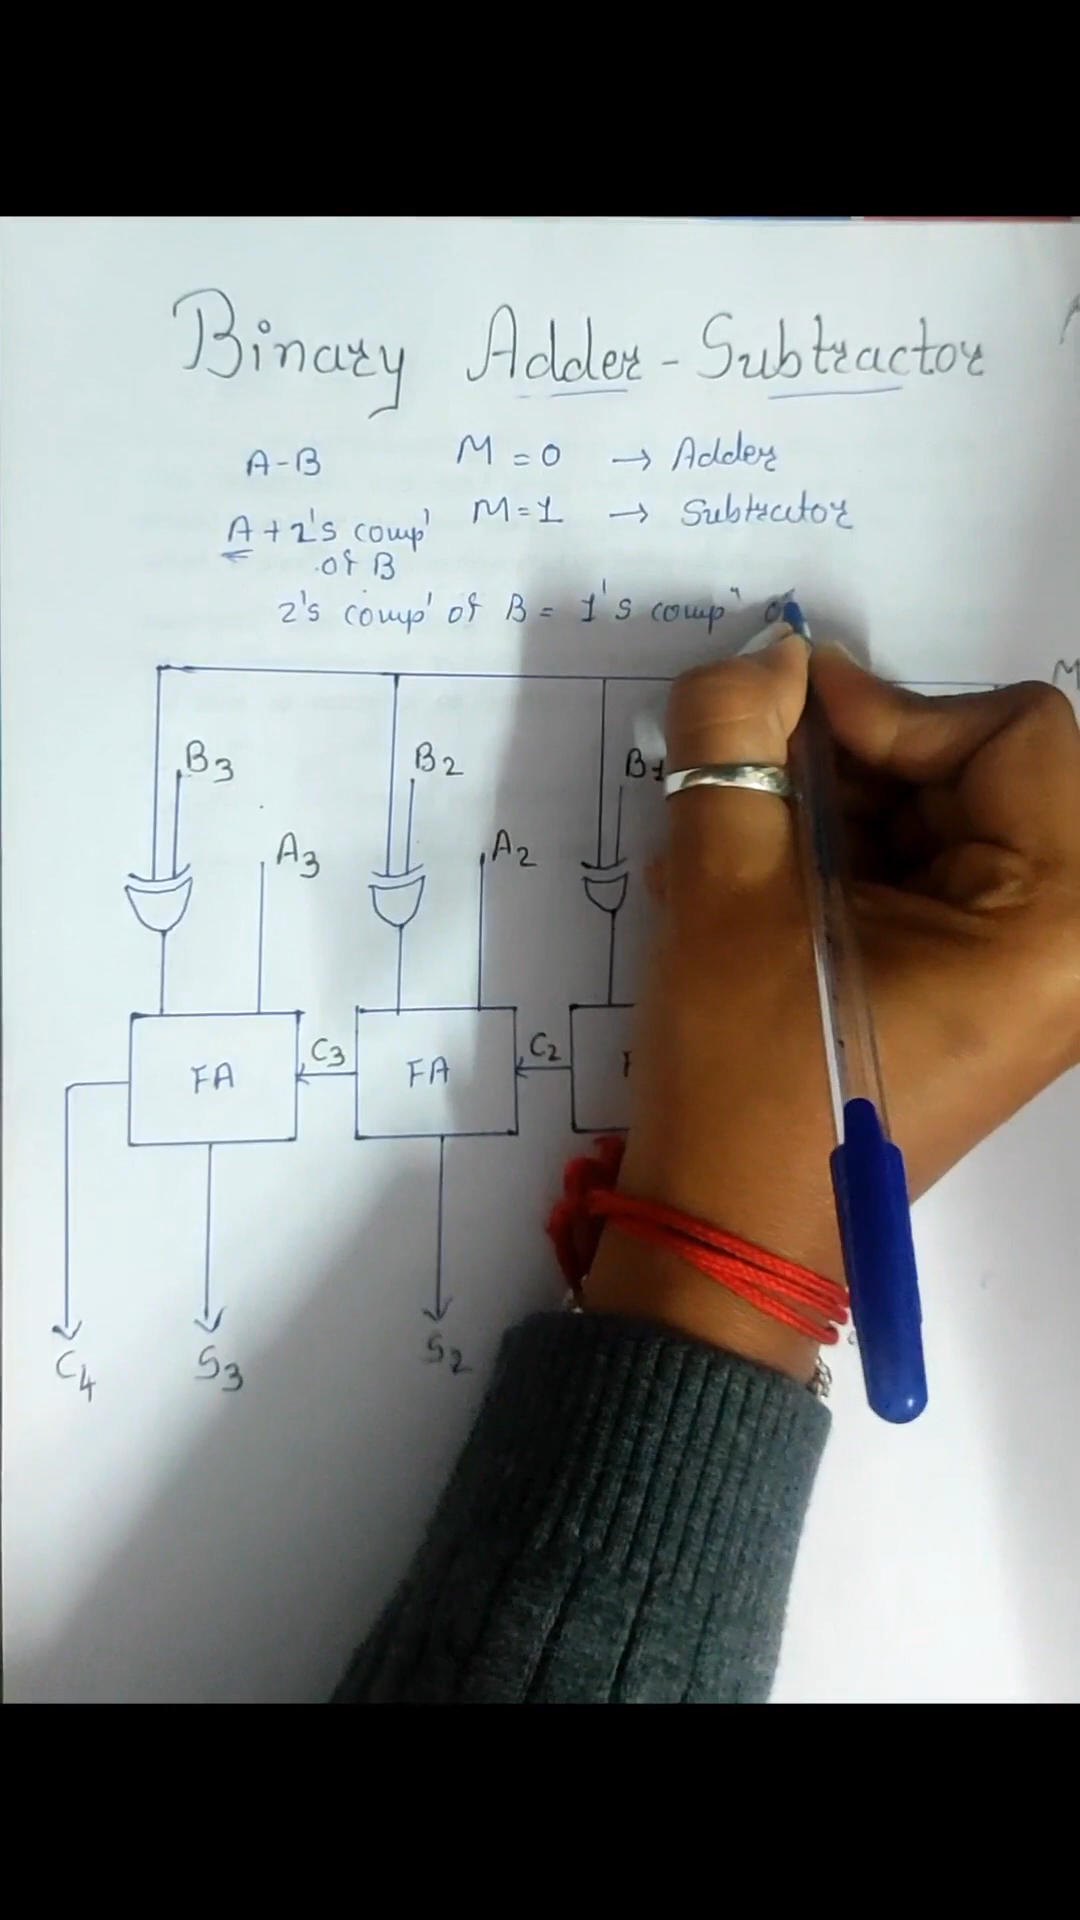 Binary Adder-Subtractor
A-B M = 0 → Adder
A + 2's comp' M=1 → Subtractor
of B
2's comp' of B = 1's comp"
M
B3 B2 B1
A3 A2
FA C3 FA C2
C4 S3 S2